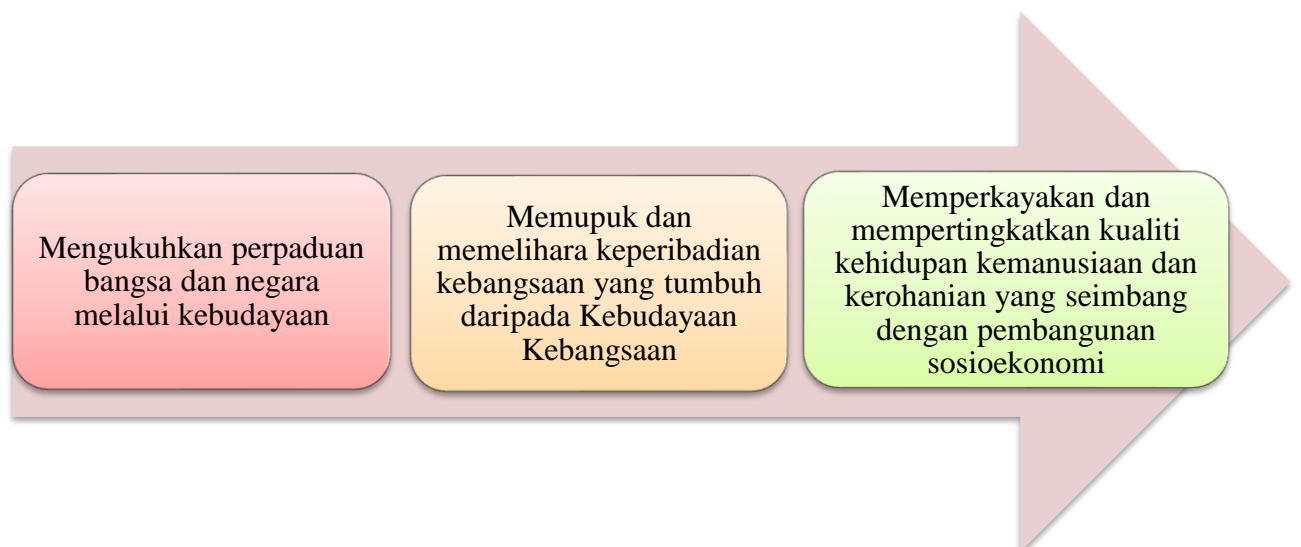 Mengukuhkan perpaduan
bangsa dan negara
melalui kebudayaan
Memupuk dan
memelihara keperibadian
kebangsaan yang tumbuh
daripada Kebudayaan
Kebangsaan
Memperkayakan dan
mempertingkatkan kualiti
kehidupan kemanusiaan dan
kerohanian yang seimbang
dengan pembangunan
sosioekonomi